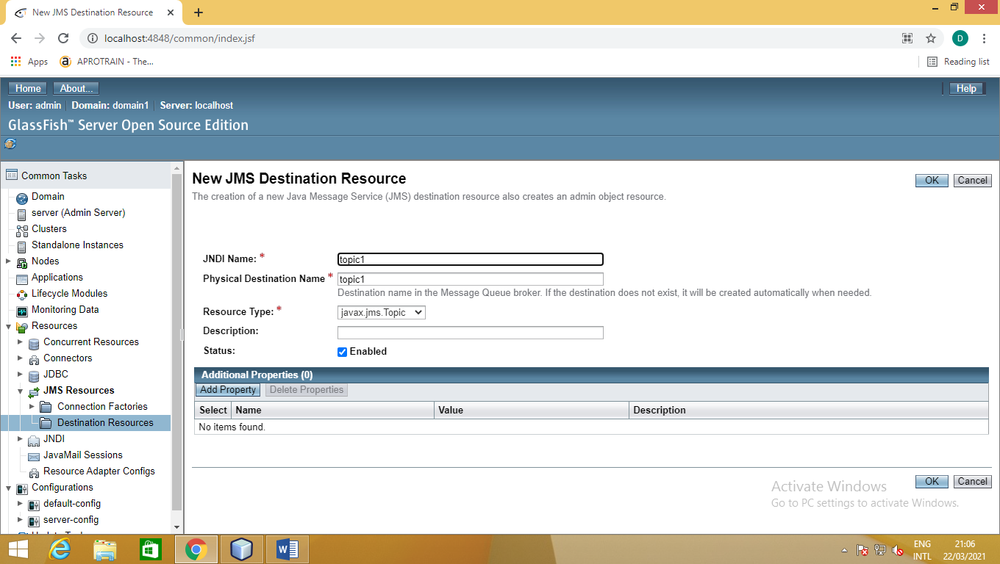 New JMS Destination Resource
localhost:4848/common/index.jsf
D
Apps
APROTRAIN - The...
Reading list
Home
About...
Help
User: admin Domain: domain1 Server: localhost
GlassFish™ Server Open Source Edition
Common Tasks
Domain
server (Admin Server)
Clusters
Standalone Instances
Nodes
Applications
Lifecycle Modules
Monitoring Data
Resources
Concurrent Resources
Connectors
JDBC
JMS Resources
Connection Factories
Destination Resources
JNDI
JavaMail Sessions
Resource Adapter Configs
Configurations
default-config
server-config
New JMS Destination Resource
OK
Cancel
The creation of a new Java Message Service (JMS) destination resource also creates an admin object resource.
JNDI Name: * topic1
Physical Destination Name * topic1
Destination name in the Message Queue broker. If the destination does not exist, it will be created automatically when needed.
Resource Type: * javax.jms.Topic
Description:
Status: Enabled
Additional Properties (0)
Add Property
Delete Properties
Select Name Value Description
No items found.
OK
Cancel
Activate Windows
Go to PC settings to activate Windows.
ENG
INTL
21:06
22/03/2021